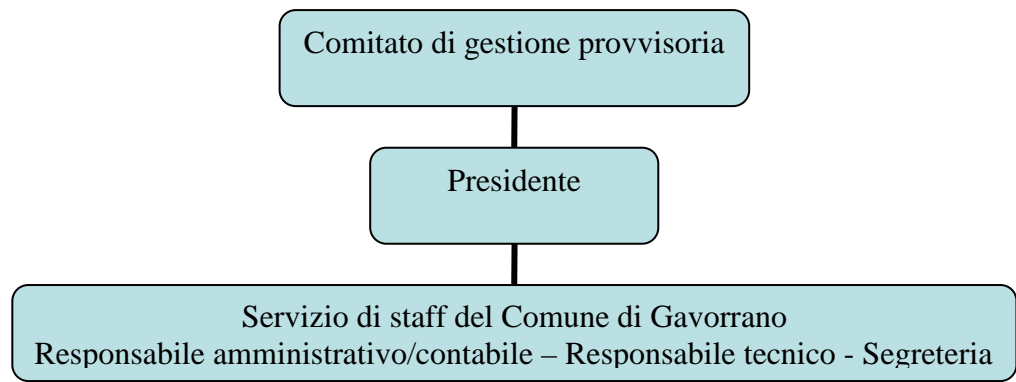 Comitato di gestione provvisoria
Presidente
Servizio di staff del Comune di Gavorrano
Responsabile amministrativo/contabile – Responsabile tecnico - Segreteria